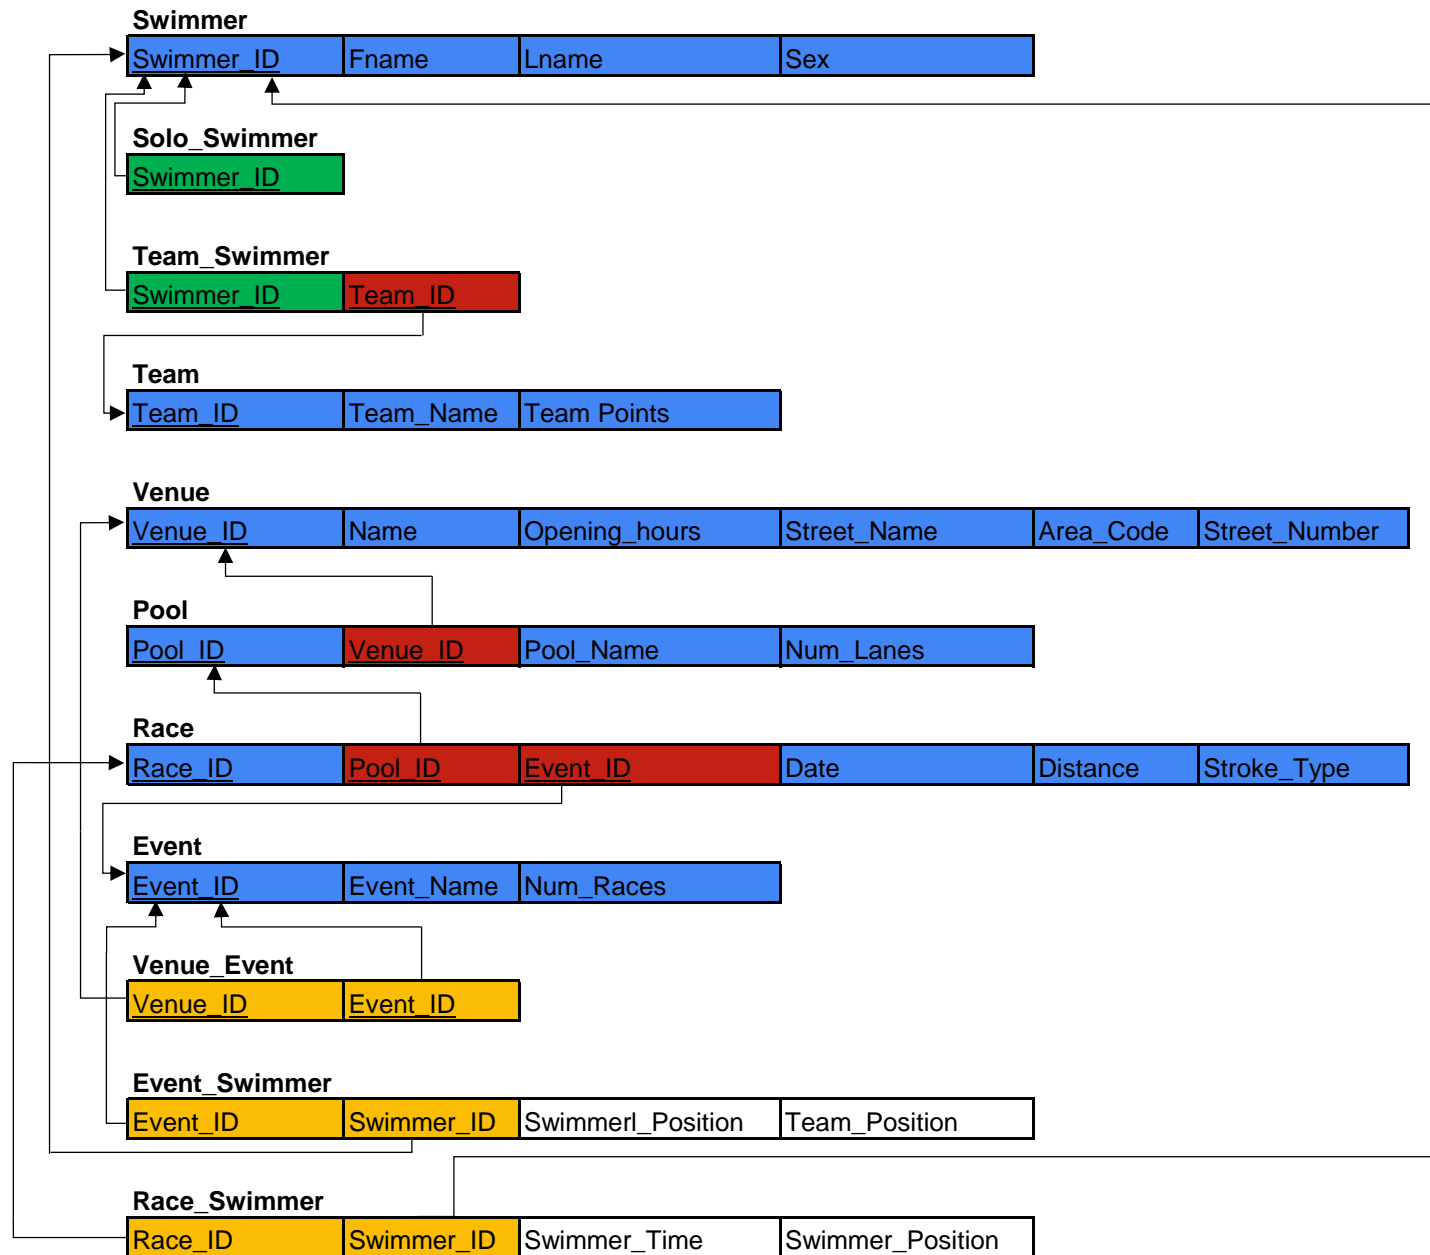 Swimmer
Swimmer_ID Fname Lname Sex
Solo_Swimmer
Swimmer_ID
Team_Swimmer
Swimmer_ID Team_ID
Team
Team_ID Team_Name Team Points
Venue
Venue_ID Name Opening_hours Street_Name Area_Code Street_Number
Pool
Pool_ID Venue_ID Pool_Name Num_Lanes
Race
Race_ID Pool_ID Event_ID Date Distance Stroke_Type
Event
Event_ID Event_Name Num_Races
Venue_Event
Venue_ID Event_ID
Event_Swimmer
Event_ID Swimmer_ID Swimmerl_Position Team_Position
Race_Swimmer
Race_ID Swimmer_ID Swimmer_Time Swimmer_Position